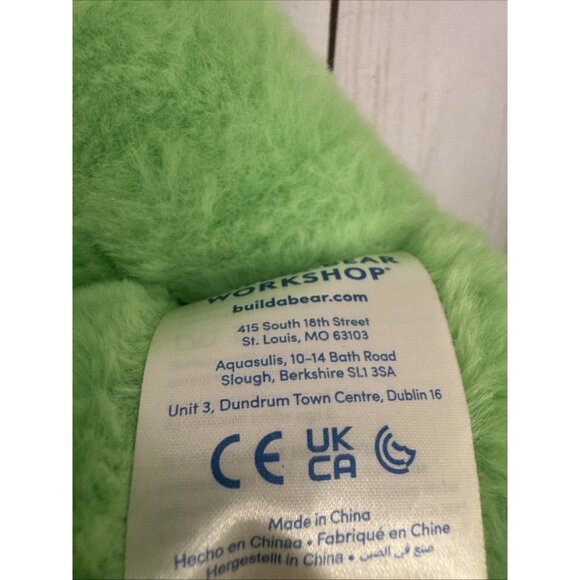 BEAR
WORKSHOP®
buildabear.com
415 South 18th Street
St. Louis, MO 63103
Aquasulis, 10-14 Bath Road
Slough, Berkshire SL1 3SA
Unit 3, Dundrum Town Centre, Dublin 16
CE UK CA
Made in China
Hecho en Chinaa • Fabriqué en Chine
Hergestellt in China • صنع في الصين